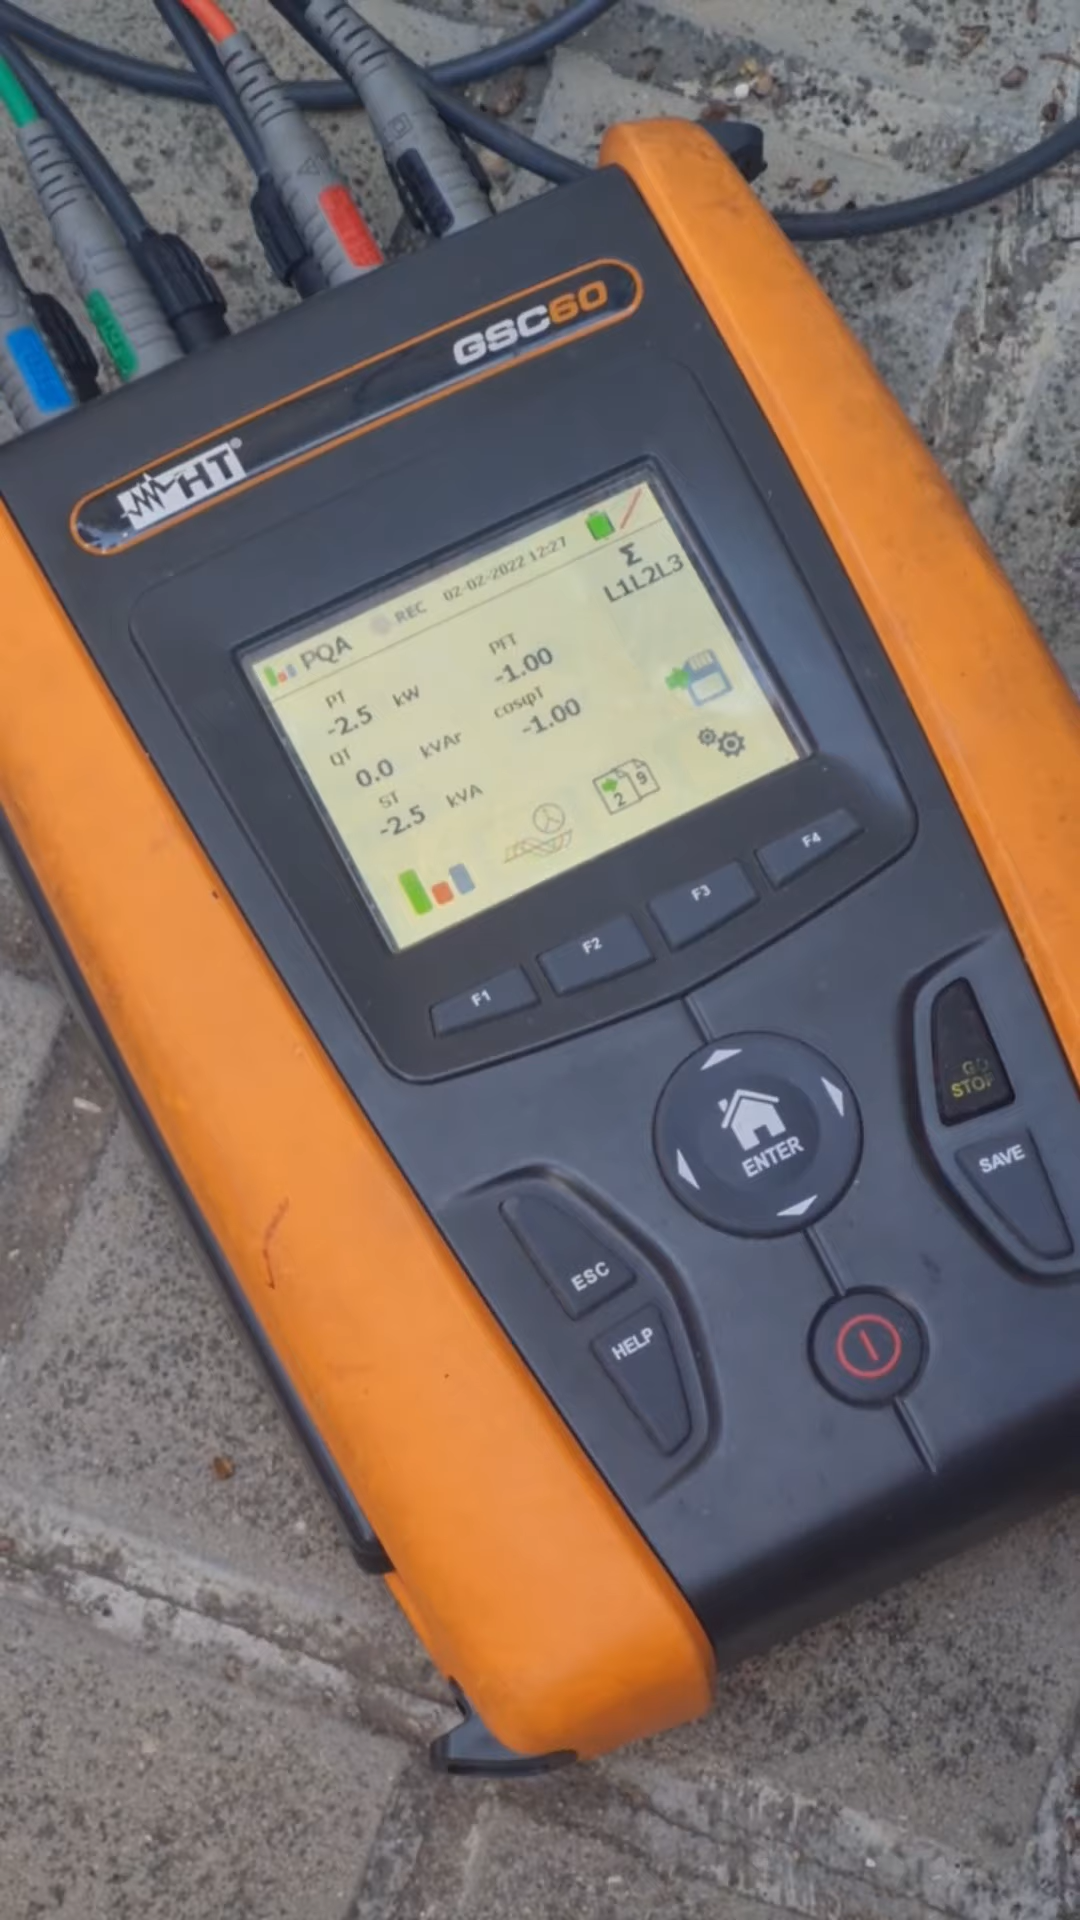 GSC60
HT
PQA REC 02-02-2022 12:27
Σ
L1L2L3
PT
-2.5 kW
PFT
-1.00
QT
0.0 kVAr
cosφT
-1.00
ST
-2.5 kVA
2 9
F1 F2 F3 F4
ENTER
GO
STOP
SAVE
ESC
HELP